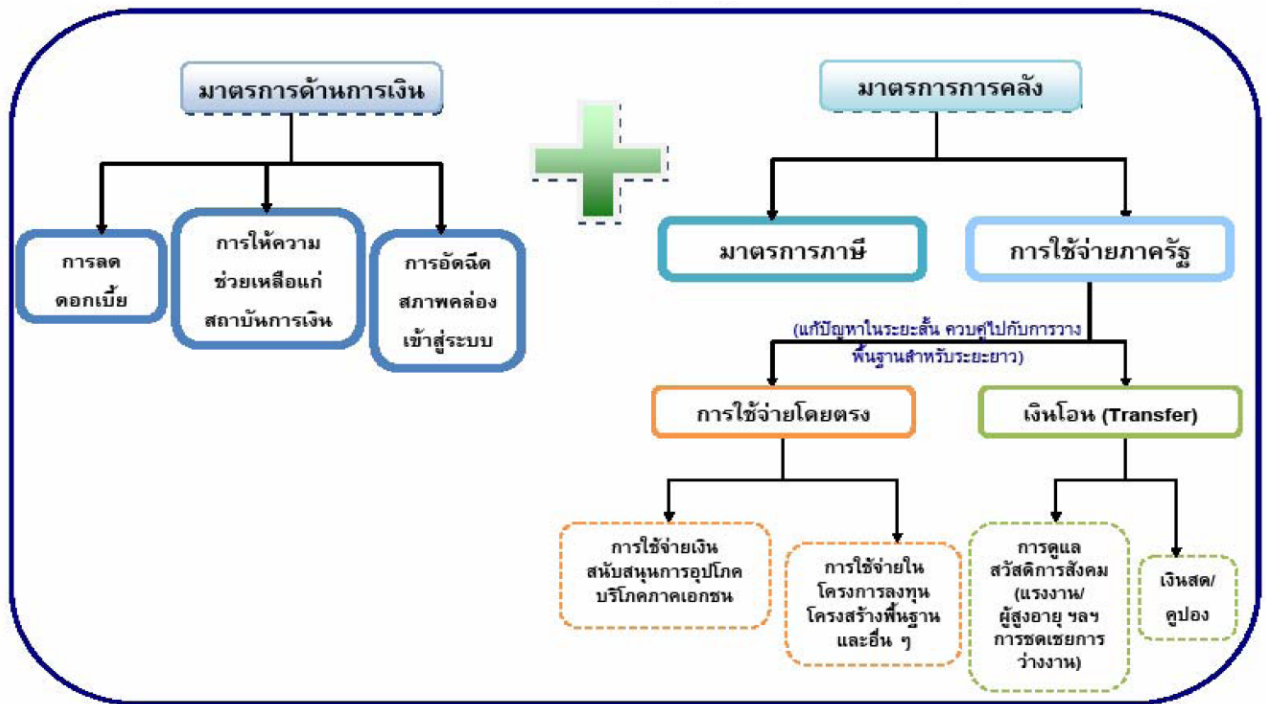 มาตรการด้านการเงิน
การลด
ดอกเบี้ย
การให้ความ
ช่วยเหลือแก่
สถาบันการเงิน
การอัดฉีด
สภาพคล่อง
เข้าสู่ระบบ
มาตรการการคลัง
มาตรการภาษี
การใช้จ่ายภาครัฐ
(แก้ปัญหาในระยะสั้น ควบคู่ไปกับการวาง
พื้นฐานสำหรับระยะยาว)
การใช้จ่ายโดยตรง
เงินโอน (Transfer)
การใช้จ่ายเงิน
สนับสนุนการอุปโภค
บริโภคภาคเอกชน
การใช้จ่ายใน
โครงการลงทุน
โครงสร้างพื้นฐาน
และอื่น ๆ
การดูแล
สวัสดิการสังคม
(แรงงาน/
ผู้สูงอายุ ฯลฯ
การชดเชยการ
ว่างงาน)
เงินสด/
คูปอง